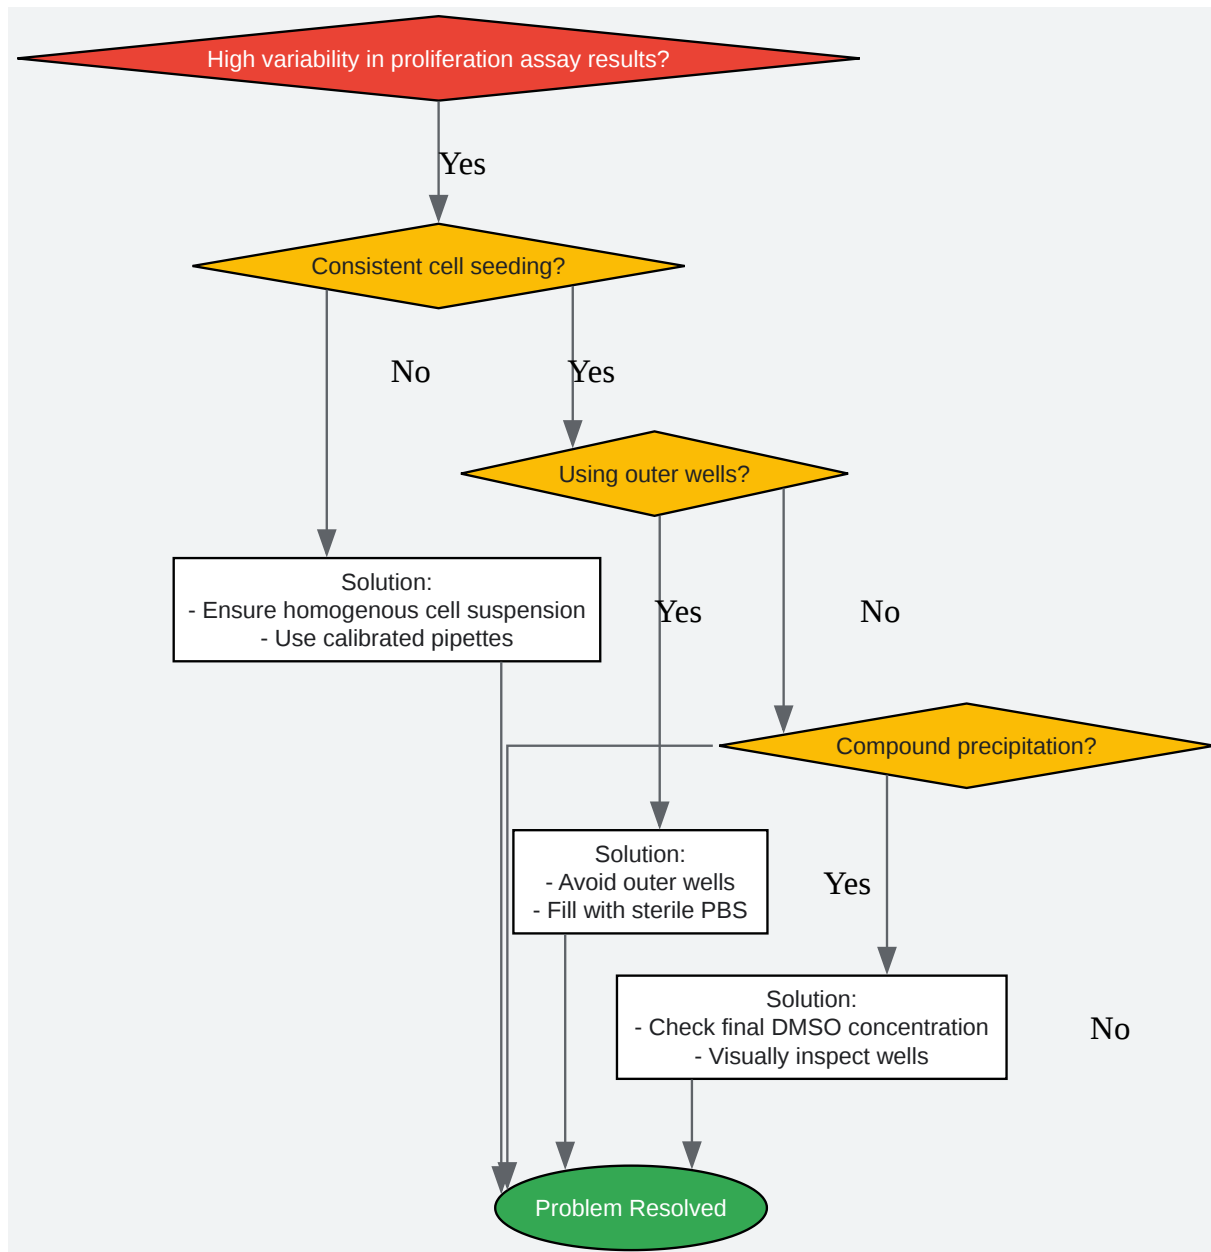 High variability in proliferation assay results?
Yes
Consistent cell seeding?
No
Yes
Using outer wells?
Solution:
- Ensure homogenous cell suspension
- Use calibrated pipettes
Yes
No
Compound precipitation?
Solution:
- Avoid outer wells
- Fill with sterile PBS
Yes
Solution:
- Check final DMSO concentration
- Visually inspect wells
No
Problem Resolved